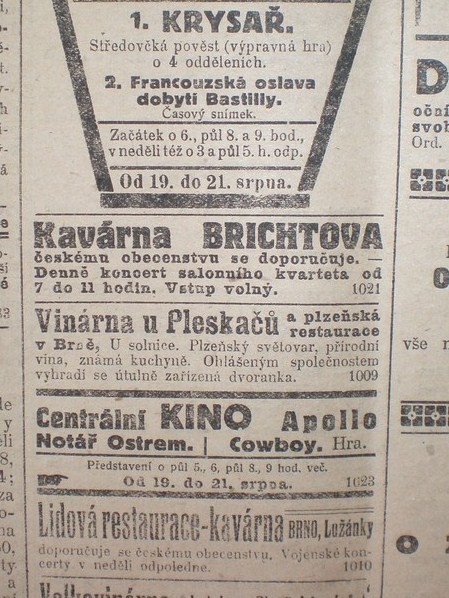 1. KRYSAŘ.
Středovčká pověst (výpravná hra)
o 4 odděleních.
2. Francouzská oslava
dobytí Bastilly.
Časový snímek.
Začátek o 6., půl 8. a 9. hod.,
v neděli též o 3 a půl 5. h. odp.
Od 19. do 21. srpna.
Kavárna BRICHTOVA
českému obecenstvu se doporučuje. —
Denně koncert salonního kvarteta od
7 do 11 hodin. Vstup volný. 1021
Vinárna u Pleskačů a plzeňská
restaurace
v Brně, U solnice. Plzeňský světovar, přírodní
vína, známá kuchyně. Ohlášeným společnostem
vyhradí se útulně zařízená dvoranka. 1009
Centrální KINO Apollo
Notář Ostrem. | Cowboy. Hra.
Představení o půl 5., 6, půl 8., 9 hod. več.
Od 19. do 21. srpna. 1023
Lidová restaurace-kavárna BRNO, Lužánky
doporučuje se českému obecenstvu. Vojenské kon-
certy v neděli odpoledne. 1010
oční
svob
Ord.
vše